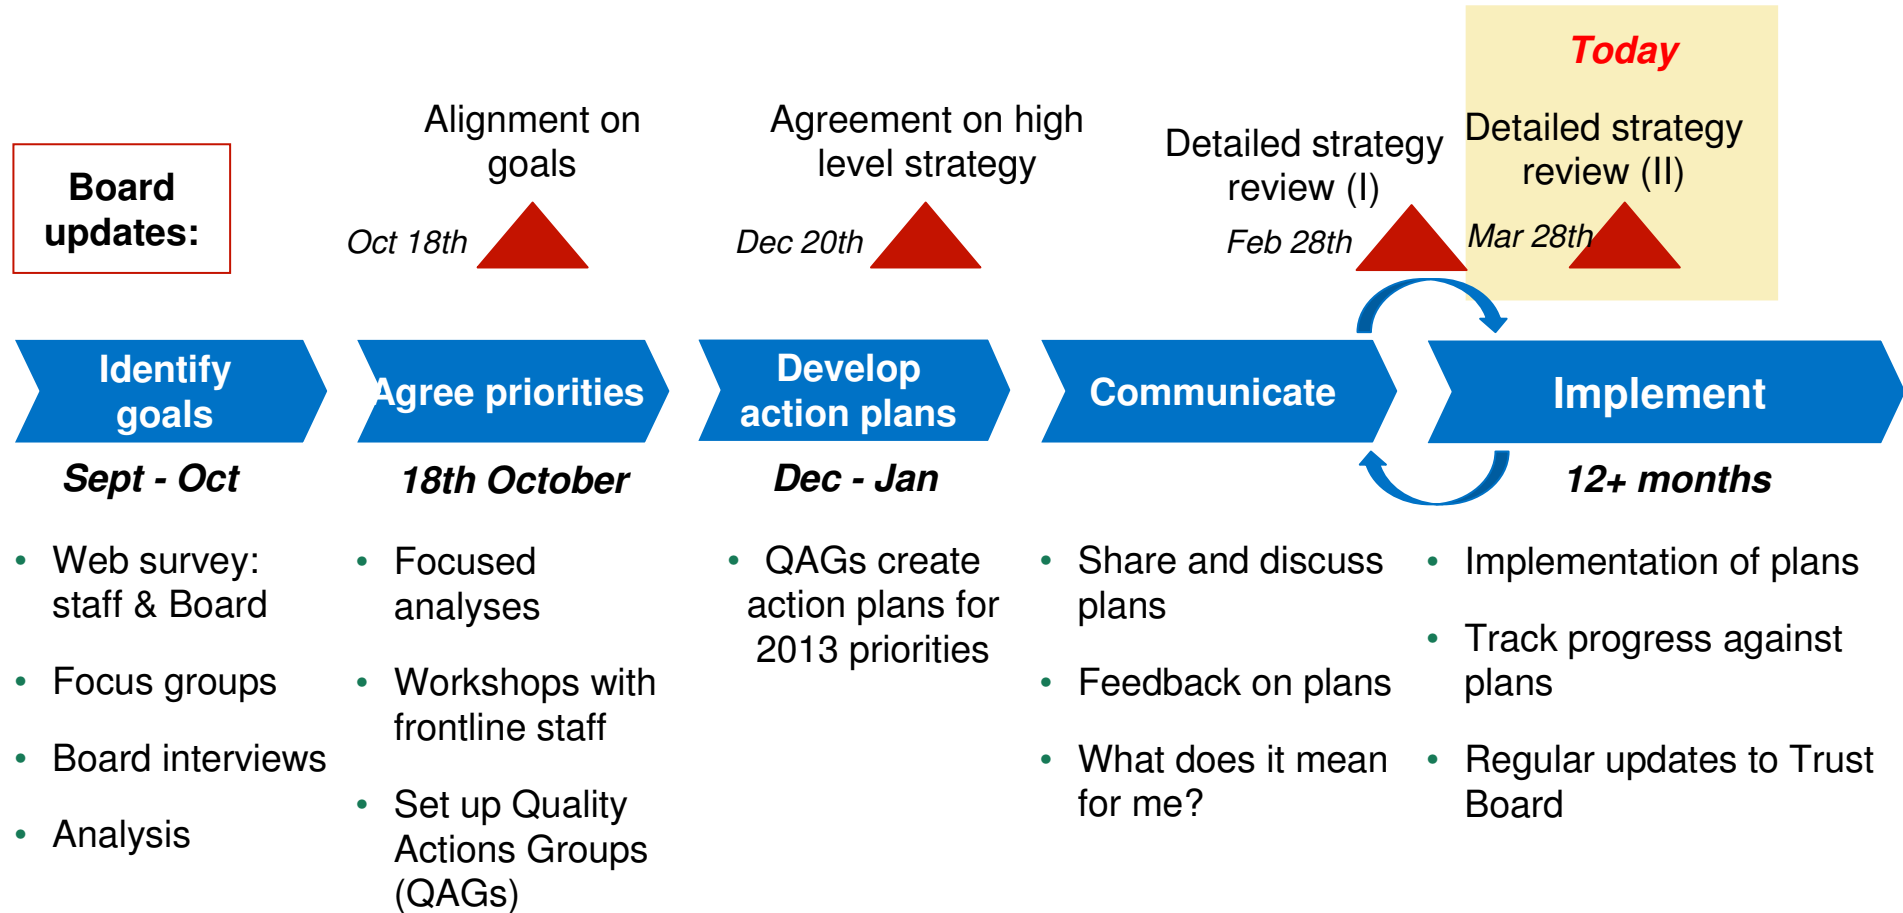 Today
Board
updates:
Alignment on
goals
Oct 18th
Agreement on high
level strategy
Dec 20th
Detailed strategy
review (I)
Feb 28th
Detailed strategy
review (II)
Mar 28th
Identify
goals
Agree priorities
Develop
action plans
Communicate
Implement
Sept - Oct
18th October
Dec - Jan
12+ months
• Web survey:
staff & Board
• Focus groups
• Board interviews
• Analysis
• Focused
analyses
• Workshops with
frontline staff
• Set up Quality
Actions Groups
(QAGs)
• QAGs create
action plans for
2013 priorities
• Share and discuss
plans
• Feedback on plans
• What does it mean
for me?
• Implementation of plans
• Track progress against
plans
• Regular updates to Trust
Board